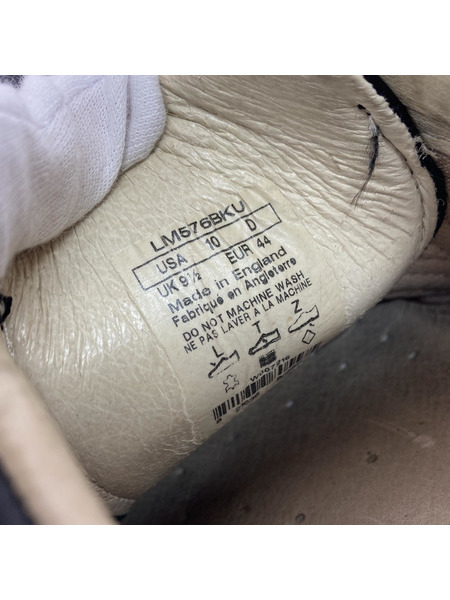 LM576BKU
USA 10 D
UK 9½ EUR 44
Made in England
Fabriqué en Angleterre
DO NOT MACHINE WASH
NE PAS LAVER A LA MACHINE
L T Z